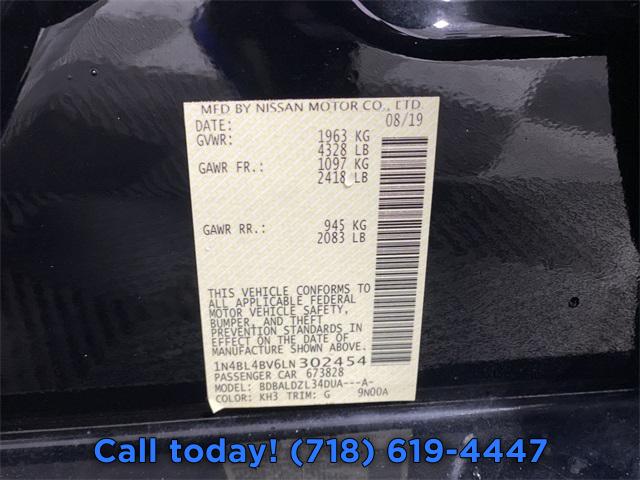 MFD BY NISSAN MOTOR CO., LTD.
DATE: 08/19
GVWR: 1963 KG
4328 LB
GAWR FR.: 1097 KG
2418 LB
GAWR RR.: 945 KG
2083 LB
THIS VEHICLE CONFORMS TO
ALL APPLICABLE FEDERAL
MOTOR VEHICLE SAFETY,
BUMPER, AND THEFT
PREVENTION STANDARDS IN
EFFECT ON THE DATE OF
MANUFACTURE SHOWN ABOVE.
1N4BL4BV6LN302454
PASSENGER CAR 673828
MODEL: BDBALDZL34DUA---A-
COLOR: KH3 TRIM: G 9N00A
Call today! (718) 619-4447